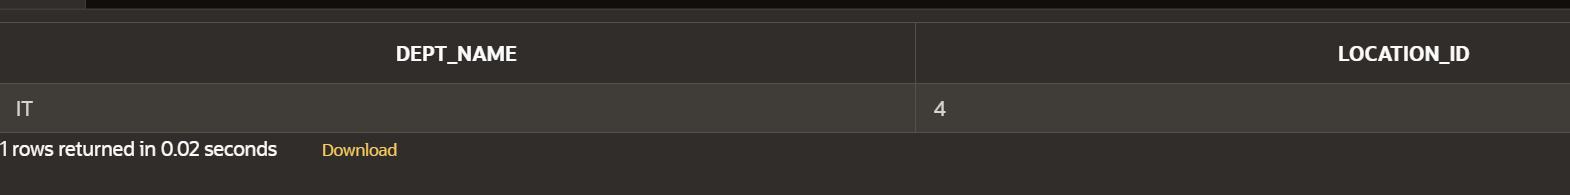 DEPT_NAME LOCATION_ID
IT 4
1 rows returned in 0.02 seconds Download